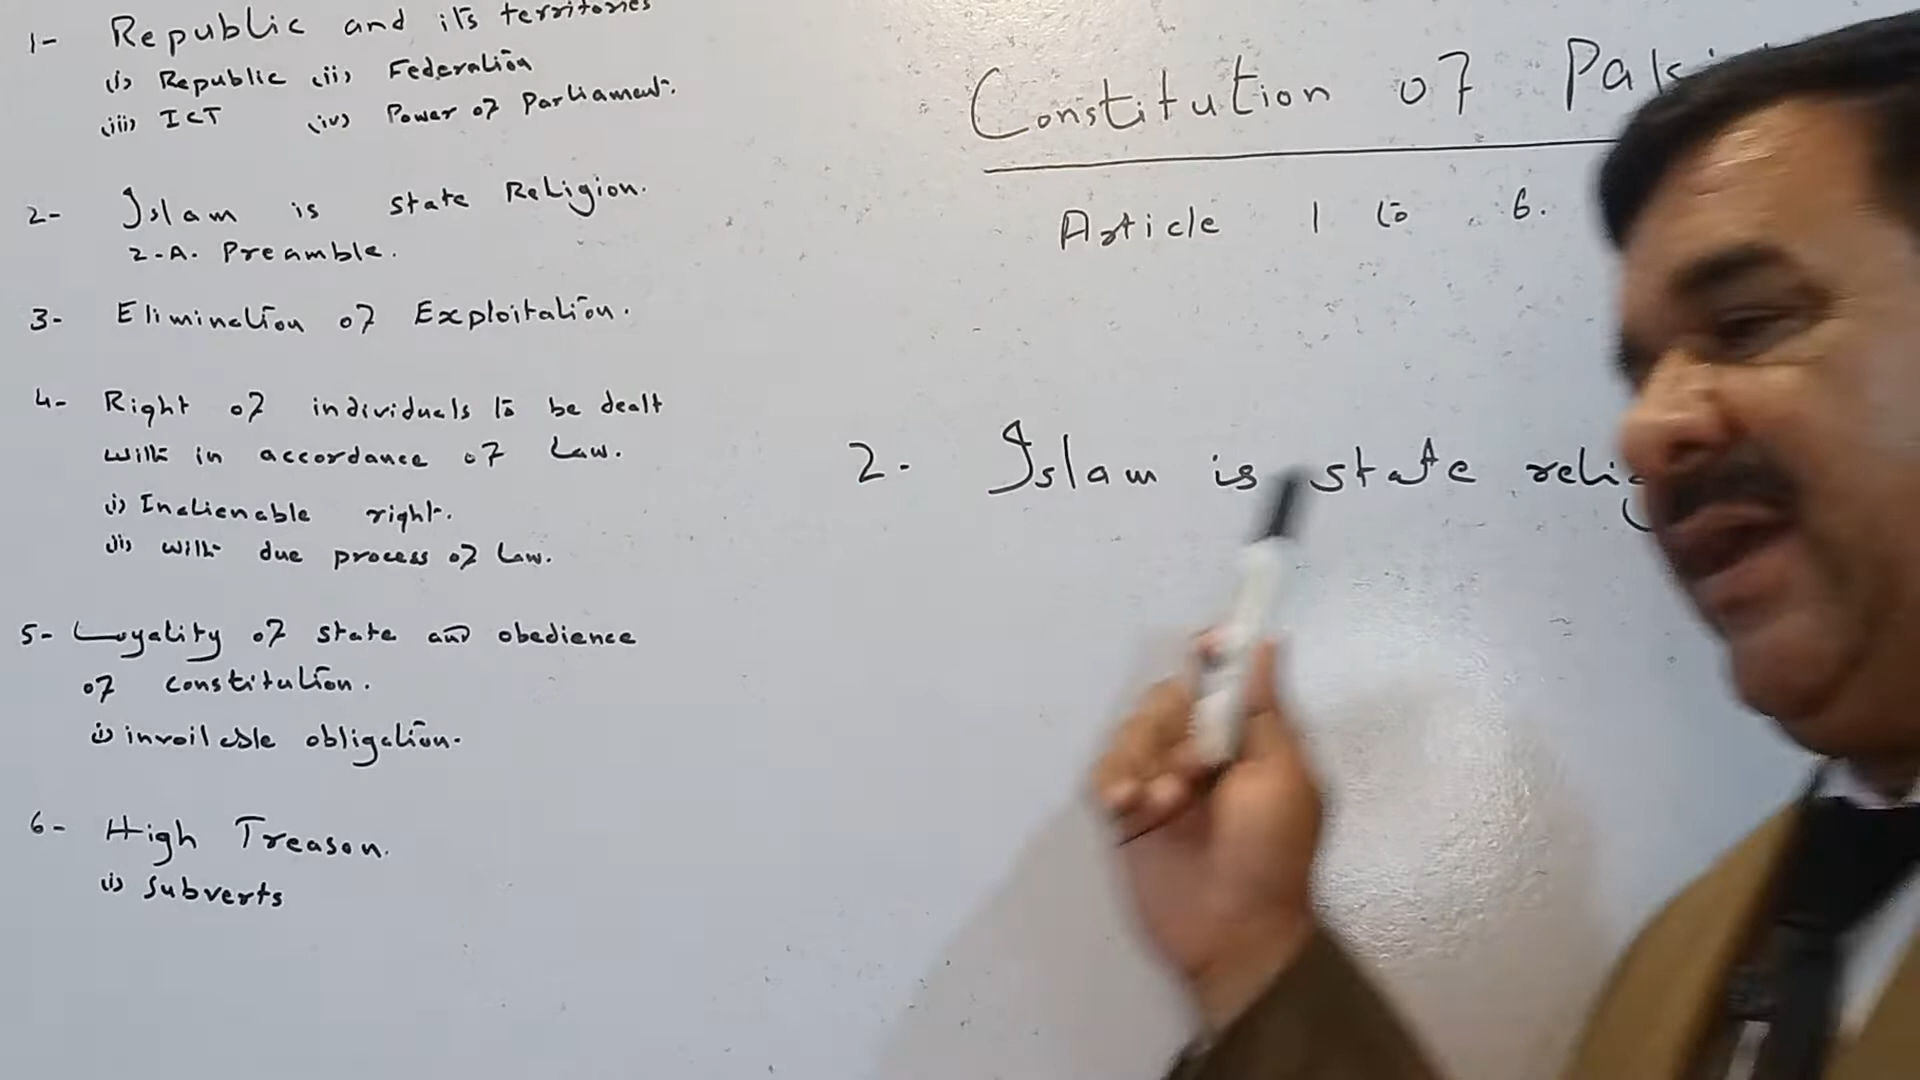 1- Republic and its territories
(i) Republic (ii) Federation
(iii) ICT (iv) Power of Parliament.
2- Islam is state Religion.
2-A. Preamble.
3- Elimination of Exploitation.
4- Right of individuals to be dealt
with in accordance of Law.
(i) Inalienable right.
(ii) with due process of Law.
5- Loyality of state and obedience
of constitution.
(i) invoilable obligation.
6- High Treason.
(i) Subverts
Constitution of Pakis
Article 1 to 6.
2. Islam is state relig